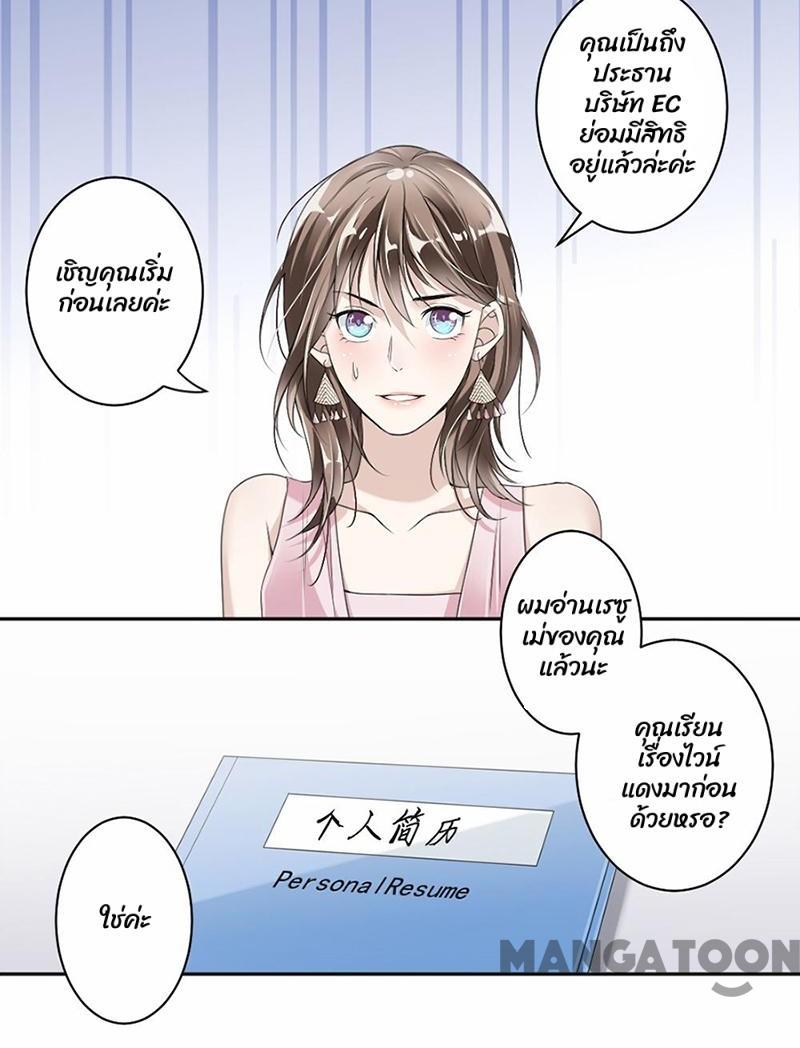 คุณเป็นถึง
ประธาน
บริษัท EC
ย่อมมีสิทธิ
อยู่แล้วล่ะค่ะ
เชิญคุณเริ่ม
ก่อนเลยค่ะ
ผมอ่านเรซู
เม่ของคุณ
แล้วนะ
คุณเรียน
เรื่องไวน์
แดงมาก่อน
ด้วยหรอ?
个人简历
PersonalResume
ใช่ค่ะ
MANGATOON